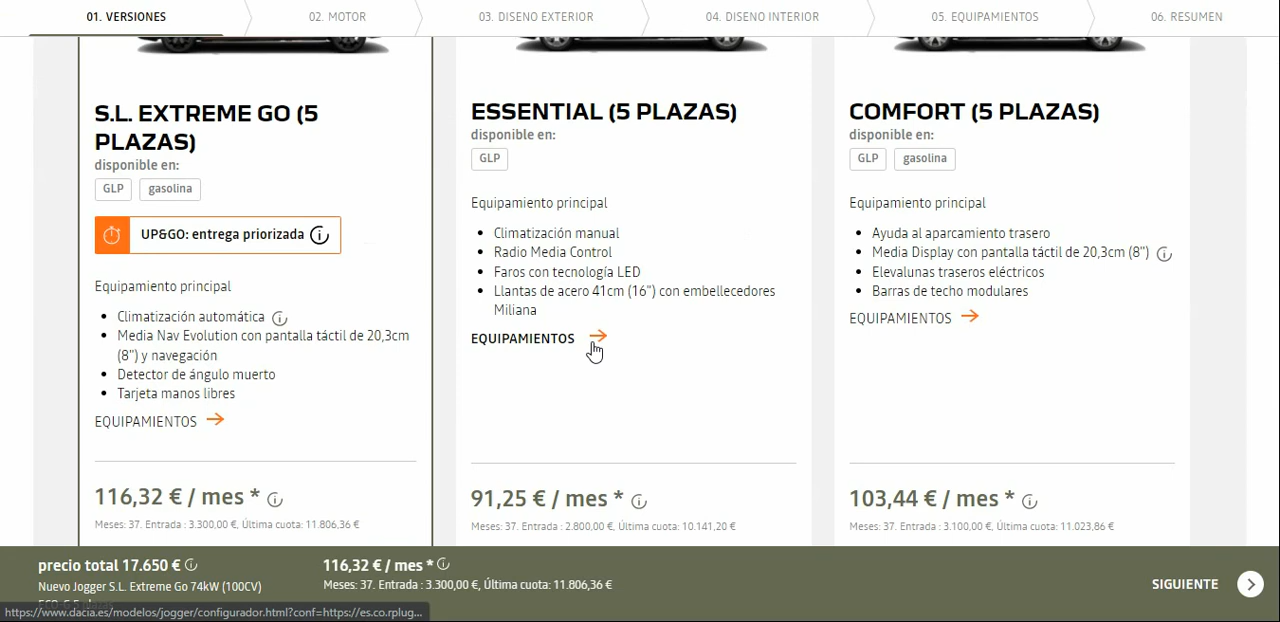 01. VERSIONES
02. MOTOR
03. DISENO EXTERIOR
04. DISENO INTERIOR
05. EQUIPAMIENTOS
06. RESUMEN
S.L. EXTREME GO (5
PLAZAS)
disponible en:
GLP
gasolina
UP&GO: entrega priorizada
Equipamiento principal
Climatización automática
Media Nav Evolution con pantalla táctil de 20,3cm
(8") y navegación
Detector de ángulo muerto
Tarjeta manos libres
EQUIPAMIENTOS
116,32 € / mes *
Meses: 37. Entrada : 3.300,00 €, Última cuota: 11.806,36 €
ESSENTIAL (5 PLAZAS)
disponible en:
GLP
Equipamiento principal
Climatización manual
Radio Media Control
Faros con tecnología LED
Llantas de acero 41cm (16") con embellecedores
Miliana
EQUIPAMIENTOS
91,25 € / mes *
Meses: 37. Entrada : 2.800,00 €, Última cuota: 10.141,20 €
COMFORT (5 PLAZAS)
disponible en:
GLP
gasolina
Equipamiento principal
Ayuda al aparcamiento trasero
Media Display con pantalla táctil de 20,3cm (8")
Elevalunas traseros eléctricos
Barras de techo modulares
EQUIPAMIENTOS
103,44 € / mes *
Meses: 37. Entrada : 3.100,00 €, Última cuota: 11.023,86 €
precio total 17.650 €
Nuevo Jogger S.L. Extreme Go 74kW (100CV)
116,32 € / mes *
Meses: 37. Entrada : 3.300,00 €, Última cuota: 11.806,36 €
SIGUIENTE
https://www.dacia.es/modelos/jogger/configurador.html?conf=https://es.co.rplug...